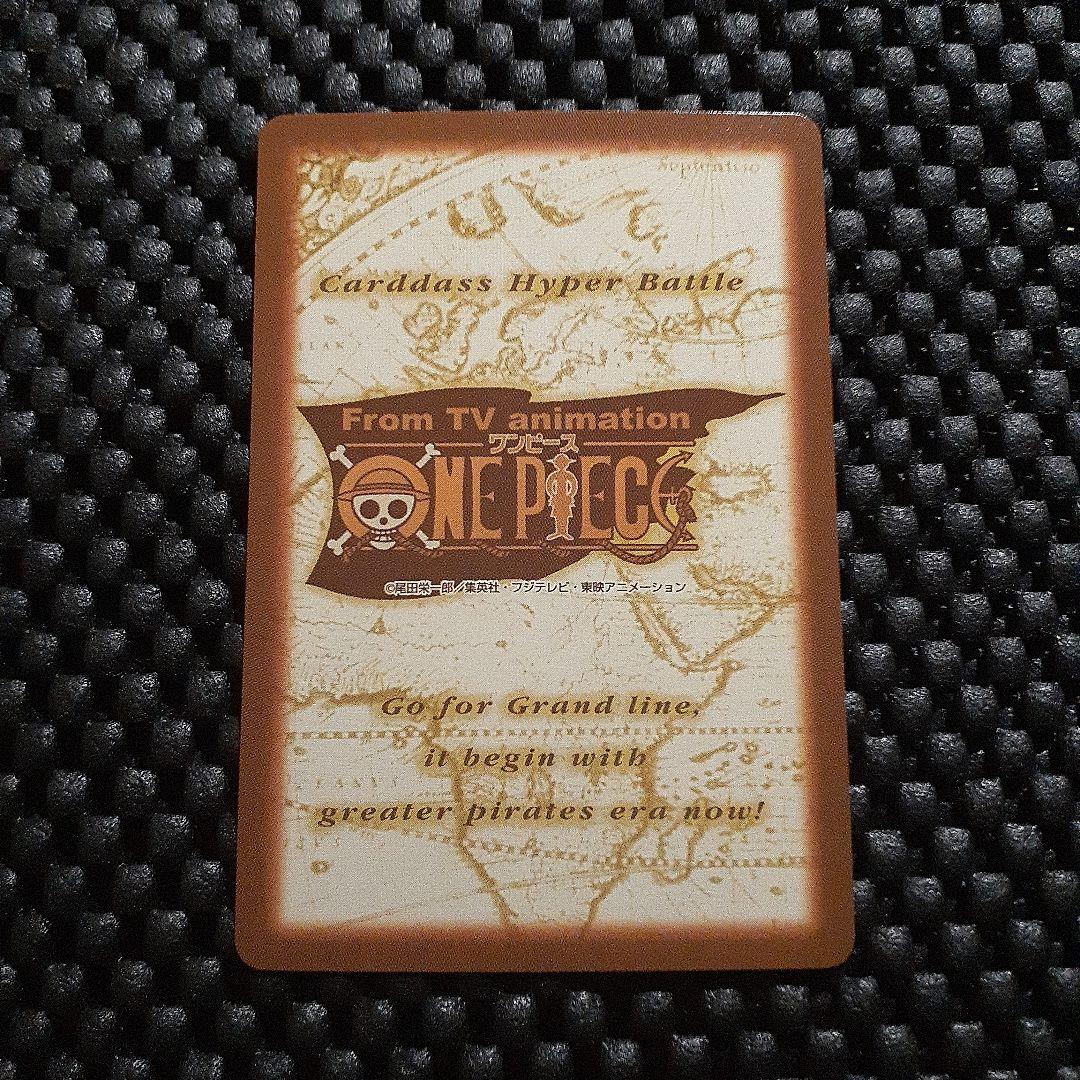 Carddass Hyper Battle
From TV animation
ワンピース
ONE PIECE
©尾田栄一郎／集英社・フジテレビ・東映アニメーション
Go for Grand line,
it begin with
greater pirates era now!